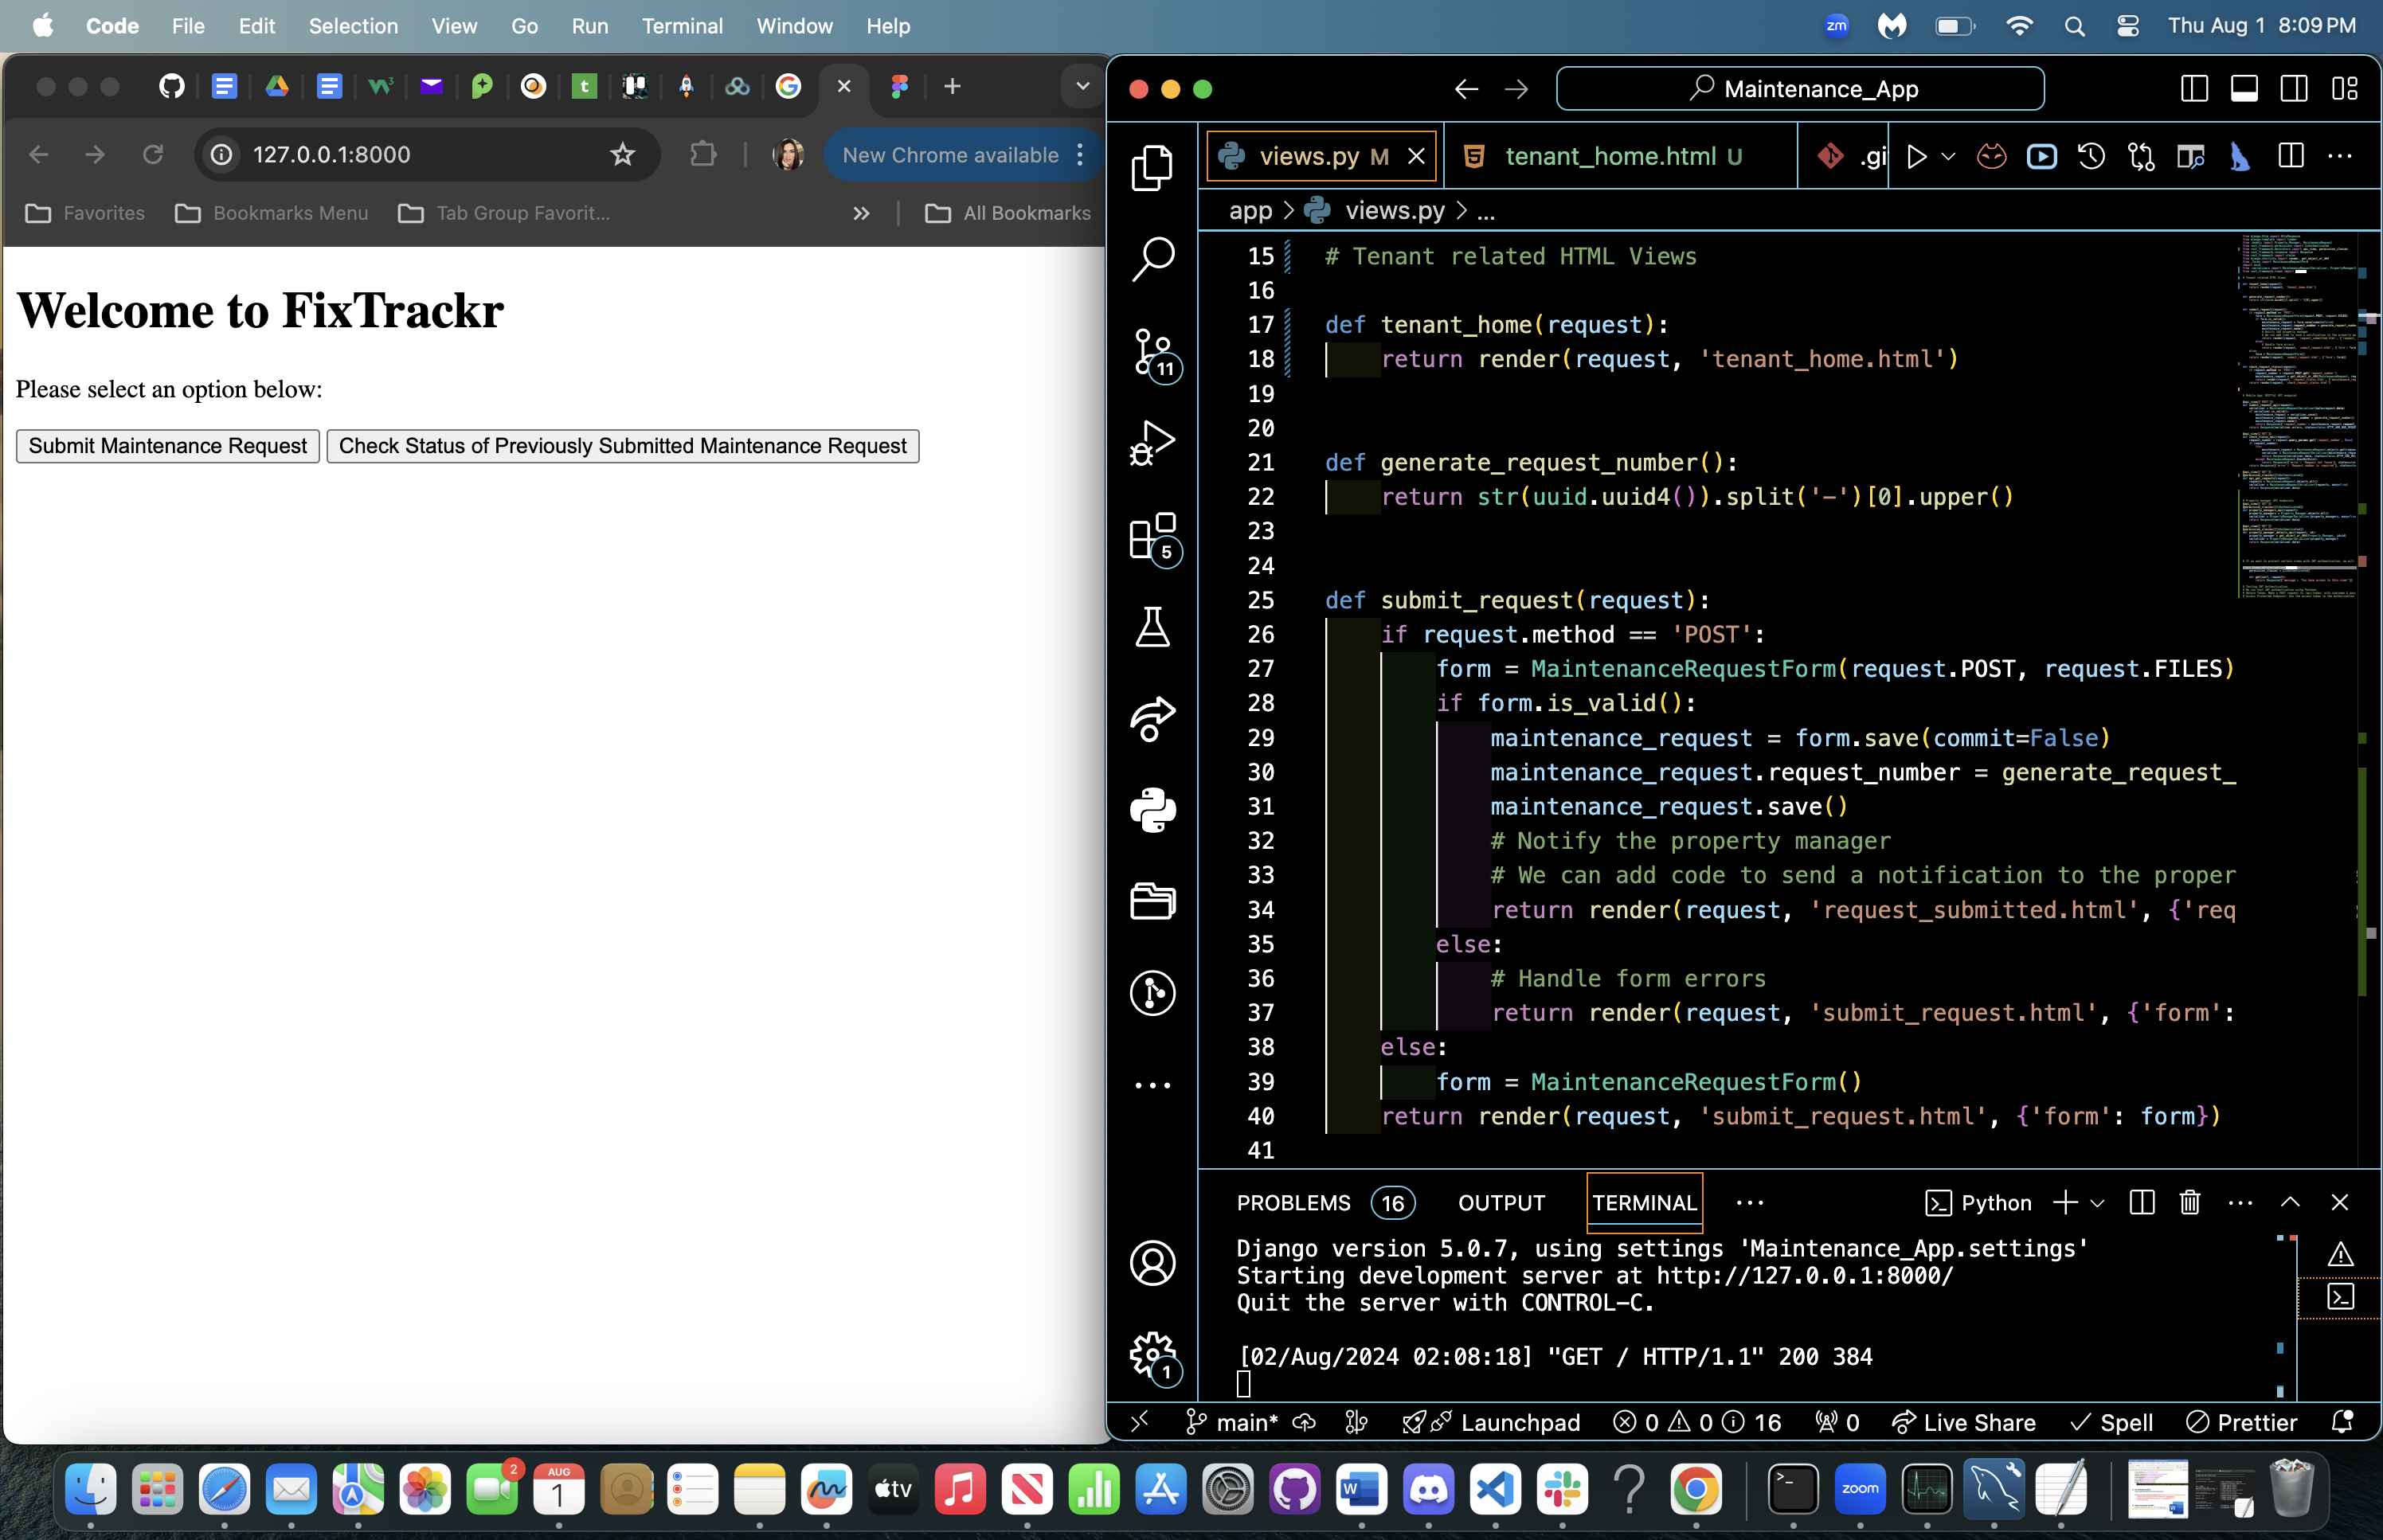 Code File Edit Selection View Go Run Terminal Window Help zm Thu Aug 1 8:09 PM
127.0.0.1:8000 New Chrome available
Favorites Bookmarks Menu Tab Group Favorit... All Bookmarks
Welcome to FixTrackr
Please select an option below:
Submit Maintenance Request Check Status of Previously Submitted Maintenance Request
Maintenance_App
views.py M tenant_home.html U .gi
app > views.py > ...
11
5
1
15 # Tenant related HTML Views
16
17 def tenant_home(request):
18 return render(request, 'tenant_home.html')
19
20
21 def generate_request_number():
22 return str(uuid.uuid4()).split('-')[0].upper()
23
24
25 def submit_request(request):
26 if request.method == 'POST':
27 form = MaintenanceRequestForm(request.POST, request.FILES)
28 if form.is_valid():
29 maintenance_request = form.save(commit=False)
30 maintenance_request.request_number = generate_request_
31 maintenance_request.save()
32 # Notify the property manager
33 # We can add code to send a notification to the proper
34 return render(request, 'request_submitted.html', {'req
35 else:
36 # Handle form errors
37 return render(request, 'submit_request.html', {'form':
38 else:
39 form = MaintenanceRequestForm()
40 return render(request, 'submit_request.html', {'form': form})
41
PROBLEMS 16 OUTPUT TERMINAL ... Python
Django version 5.0.7, using settings 'Maintenance_App.settings'
Starting development server at http://127.0.0.1:8000/
Quit the server with CONTROL-C.
[02/Aug/2024 02:08:18] "GET / HTTP/1.1" 200 384
main* Launchpad 0 0 16 0 Live Share Spell Prettier
2 AUG 1 tv zoom